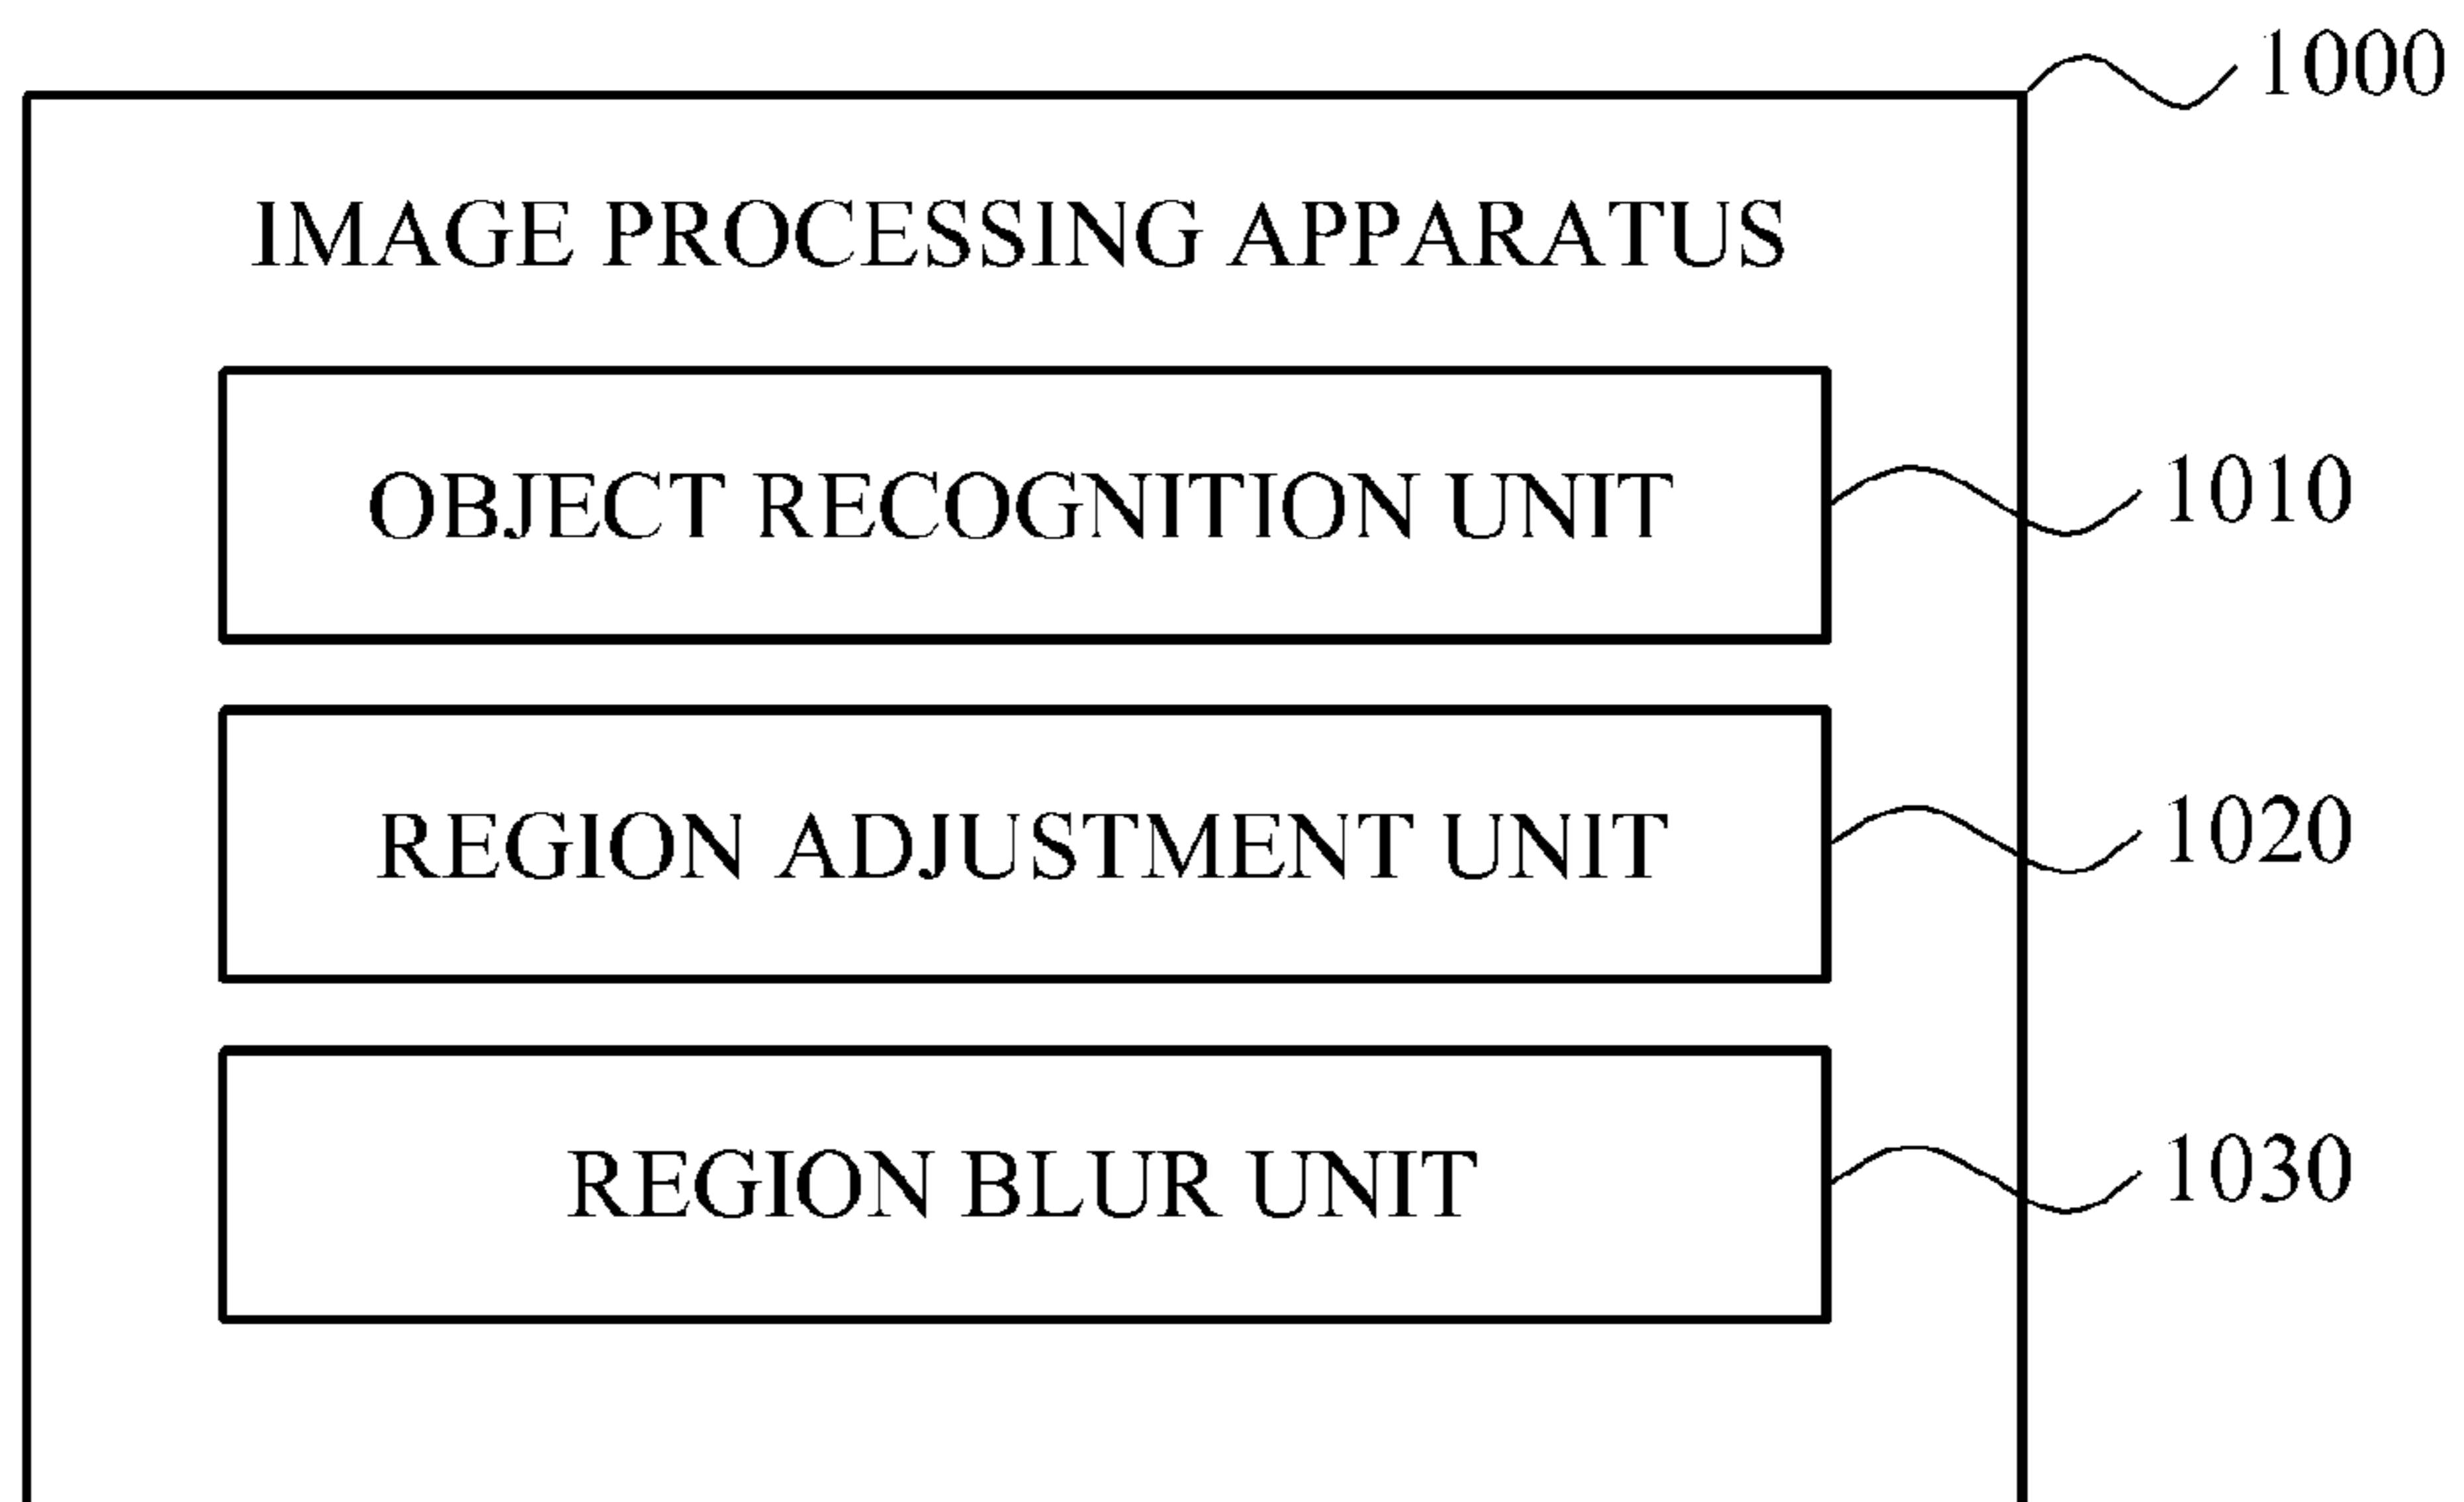 1000
IMAGE PROCESSING APPARATUS
OBJECT RECOGNITION UNIT
1010
REGION ADJUSTMENT UNIT
1020
REGION BLUR UNIT
1030